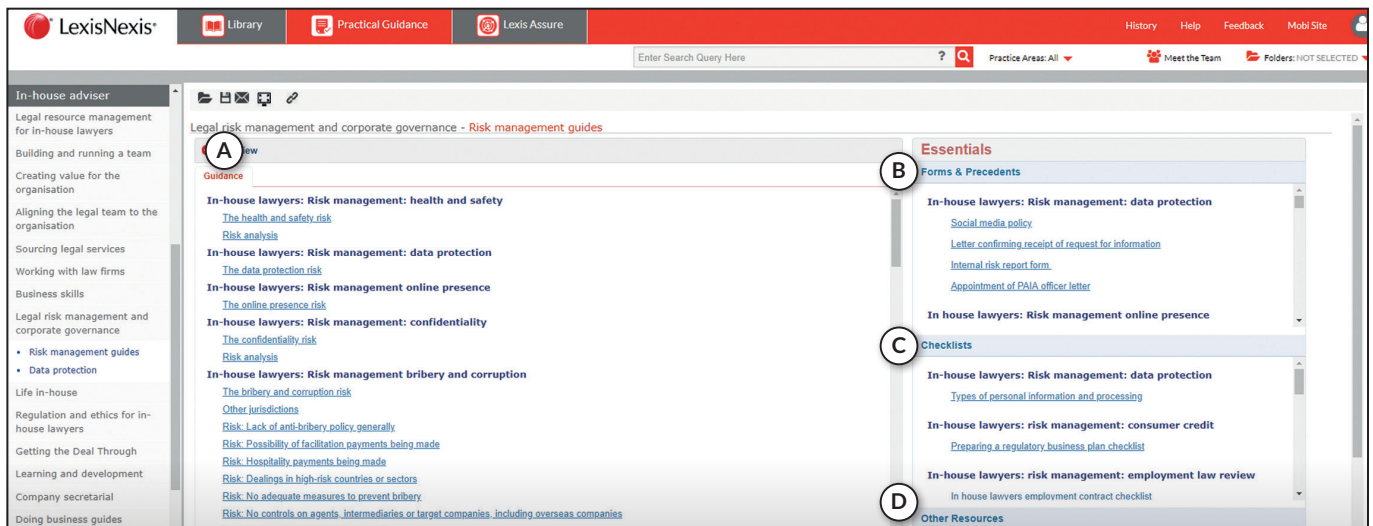 LexisNexis®
Library
Practical Guidance
Lexis Assure
History
Help
Feedback
Mobi Site
Enter Search Query Here
?
Practice Areas: All
Meet the Team
Folders: NOT SELECTED
In-house adviser
Legal resource management
for in-house lawyers
Building and running a team
Creating value for the
organisation
Aligning the legal team to the
organisation
Sourcing legal services
Working with law firms
Business skills
Legal risk management and
corporate governance
• Risk management guides
• Data protection
Life in-house
Regulation and ethics for in-
house lawyers
Getting the Deal Through
Learning and development
Company secretarial
Doing business guides
Legal risk management and corporate governance - Risk management guides
A
Guidance
In-house lawyers: Risk management: health and safety
The health and safety risk
Risk analysis
In-house lawyers: Risk management: data protection
The data protection risk
In-house lawyers: Risk management online presence
The online presence risk
In-house lawyers: Risk management: confidentiality
The confidentiality risk
Risk analysis
In-house lawyers: Risk management bribery and corruption
The bribery and corruption risk
Other jurisdictions
Risk: Lack of anti-bribery policy generally
Risk: Possibility of facilitation payments being made
Risk: Hospitality payments being made
Risk: Dealings in high-risk countries or sectors
Risk: No adequate measures to prevent bribery
Risk: No controls on agents, intermediaries or target companies, including overseas companies
Essentials
B
Forms & Precedents
In-house lawyers: Risk management: data protection
Social media policy
Letter confirming receipt of request for information
Internal risk report form
Appointment of PAIA officer letter
In house lawyers: Risk management online presence
C
Checklists
In-house lawyers: Risk management: data protection
Types of personal information and processing
In-house lawyers: risk management: consumer credit
Preparing a regulatory business plan checklist
In-house lawyers: risk management: employment law review
In house lawyers employment contract checklist
D
Other Resources